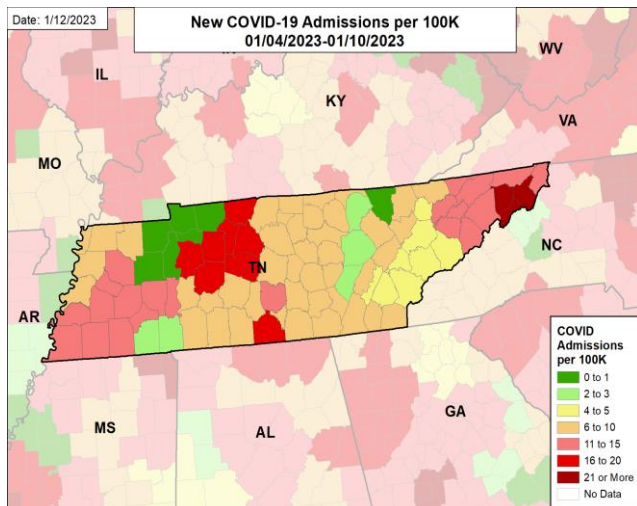 Date: 1/12/2023
New COVID-19 Admissions per 100K
01/04/2023-01/10/2023
WV
IL
KY
VA
MO
NC
TN
AR
MS
AL
GA
COVID
Admissions
per 100K
0 to 1
2 to 3
4 to 5
6 to 10
11 to 15
16 to 20
21 or More
No Data